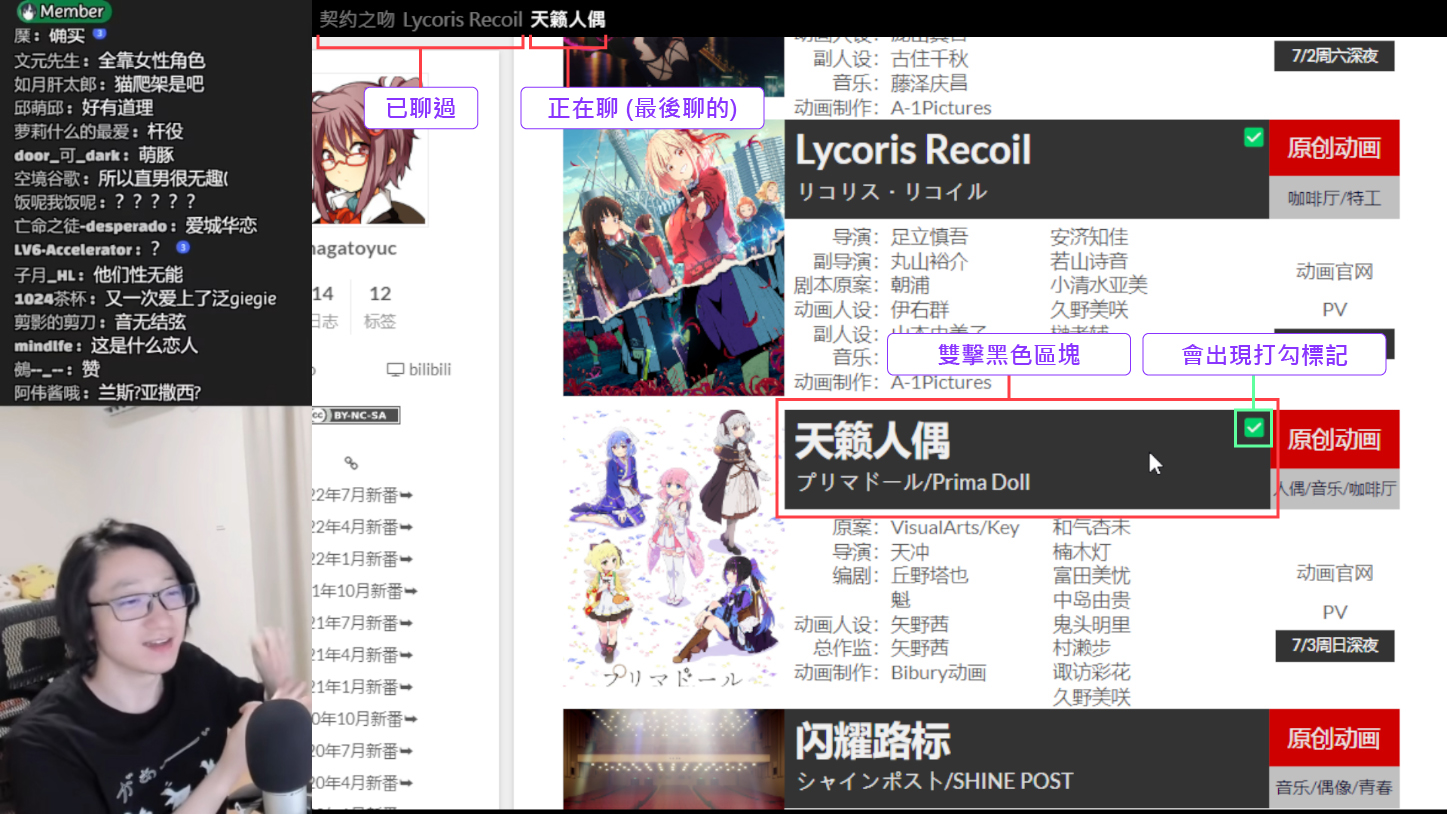 Member
契约之吻 Lycoris Recoil 天籁人偶
糜：确实 3
文元先生：全靠女性角色
如月肝太郎：猫爬架是吧
邱萌邱：好有道理
萝莉什么的最爱：杆役
door_可_dark：萌豚
空境谷歌：所以直男很无趣(
饭呢我饭呢：？？？？？
亡命之徒-desperado：爱城华恋
LV6-Accelerator：？ 3
子月_HL：他们性无能
1024茶杯：又一次爱上了泛giegie
剪影的剪刀：音无结弦
mindlfe：这是什么恋人
鹌--_--：赞
阿伟酱哦：兰斯?亚撒西?
已聊過
正在聊 (最後聊的)
agatoyuc
14 12
日志 标签
bilibili
cc BY-NC-SA
22年7月新番➡
22年4月新番➡
22年1月新番➡
21年10月新番➡
21年7月新番➡
21年4月新番➡
21年1月新番➡
20年10月新番➡
20年7月新番➡
20年4月新番➡
副人设：古住千秋
音乐：藤泽庆昌
动画制作：A-1Pictures
7/2周六深夜
Lycoris Recoil
リコリス・リコイル
原创动画
咖啡厅/特工
导演：足立慎吾 安济知佳
副导演：丸山裕介 若山诗音
剧本原案：朝浦 小清水亚美
动画人设：伊右群 久野美咲
副人设：
音乐：
动画制作：A-1Pictures
动画官网
PV
雙擊黑色區塊
會出現打勾標記
天籁人偶
プリマドール/Prima Doll
原创动画
人偶/音乐/咖啡厅
原案：VisualArts/Key 和气杏未
导演：天冲 楠木灯
编剧：丘野塔也 富田美忧
魁 中岛由贵
动画人设：矢野茜 鬼头明里
总作监：矢野茜 村濑步
动画制作：Bibury动画 诹访彩花
久野美咲
动画官网
PV
7/3周日深夜
プリマドール
闪耀路标
シャインポスト/SHINE POST
原创动画
音乐/偶像/青春